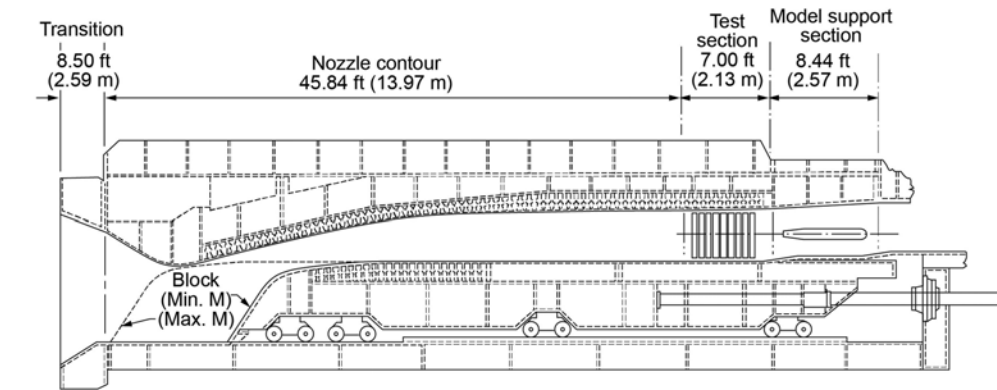 Transition
8.50 ft
(2.59 m)
Nozzle contour
45.84 ft (13.97 m)
Test
section
7.00 ft
(2.13 m)
Model support
section
8.44 ft
(2.57 m)
Block
(Min. M)
(Max. M)